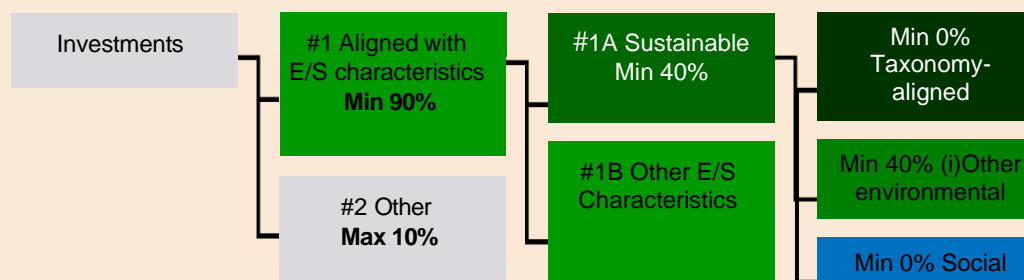 Investments
#1 Aligned with
E/S characteristics
Min 90%
#2 Other
Max 10%
#1A Sustainable
Min 40%
#1B Other E/S
Characteristics
Min 0%
Taxonomy-
aligned
Min 40% (i)Other
environmental
Min 0% Social